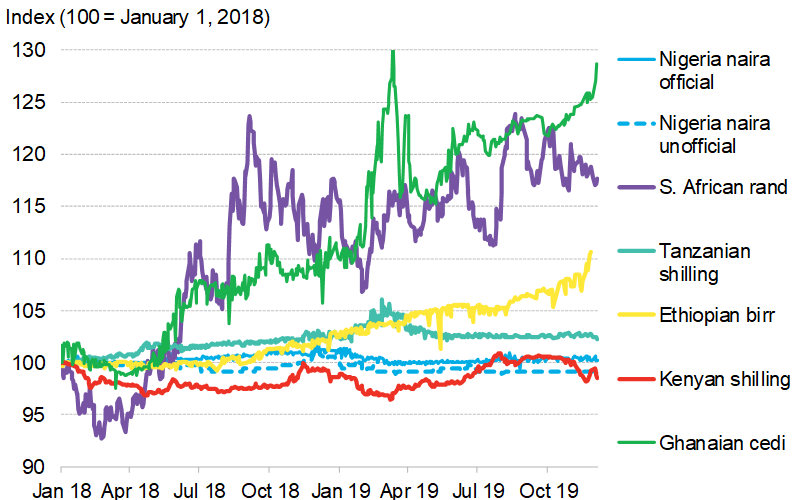 Index (100 = January 1, 2018)
130
125
120
115
110
105
100
95
90
Jan 18
Apr 18
Jul 18
Oct 18
Jan 19
Apr 19
Jul 19
Oct 19
Nigeria naira
official
Nigeria naira
unofficial
S. African rand
Tanzanian
shilling
Ethiopian birr
Kenyan shilling
Ghanaian cedi